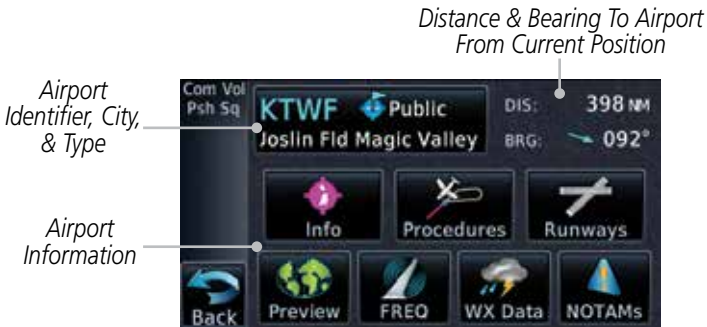 Distance & Bearing To Airport
From Current Position
Airport
Identifier, City,
& Type
Com Vol
Psh Sq
KTWF Public
Joslin Fld Magic Valley
DIS: 398 NM
BRG: 092°
Airport
Information
Info Procedures Runways
Back Preview FREQ WX Data NOTAMs